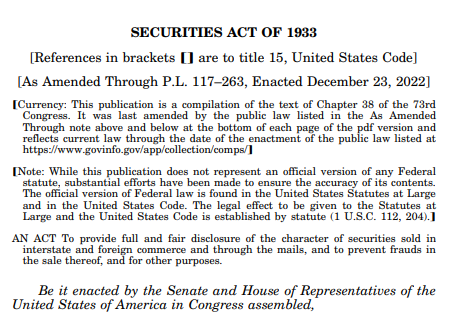 SECURITIES ACT OF 1933
[References in brackets [] are to title 15, United States Code]
[As Amended Through P.L. 117–263, Enacted December 23, 2022]
[Currency: This publication is a compilation of the text of Chapter 38 of the 73rd
Congress. It was last amended by the public law listed in the As Amended
Through note above and below at the bottom of each page of the pdf version and
reflects current law through the date of the enactment of the public law listed at
https://www.govinfo.gov/app/collection/comps/]
[Note: While this publication does not represent an official version of any Federal
statute, substantial efforts have been made to ensure the accuracy of its contents.
The official version of Federal law is found in the United States Statutes at Large
and in the United States Code. The legal effect to be given to the Statutes at
Large and the United States Code is established by statute (1 U.S.C. 112, 204).]
AN ACT To provide full and fair disclosure of the character of securities sold in
interstate and foreign commerce and through the mails, and to prevent frauds in
the sale thereof, and for other purposes.
Be it enacted by the Senate and House of Representatives of the
United States of America in Congress assembled,